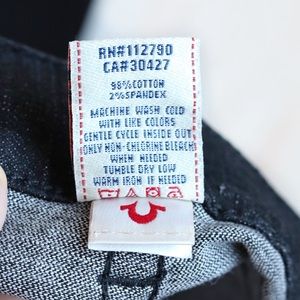 RN#112790
CA#30427
98%COTTON
2%SPANDEX
MACHINE WASH COLD
WITH LIKE COLORS
GENTLE CYCLE INSIDE OUT
ONLY NON-CHLORINE BLEACH
WHEN NEEDED
TUMBLE DRY LOW
WARM IRON IF NEEDED